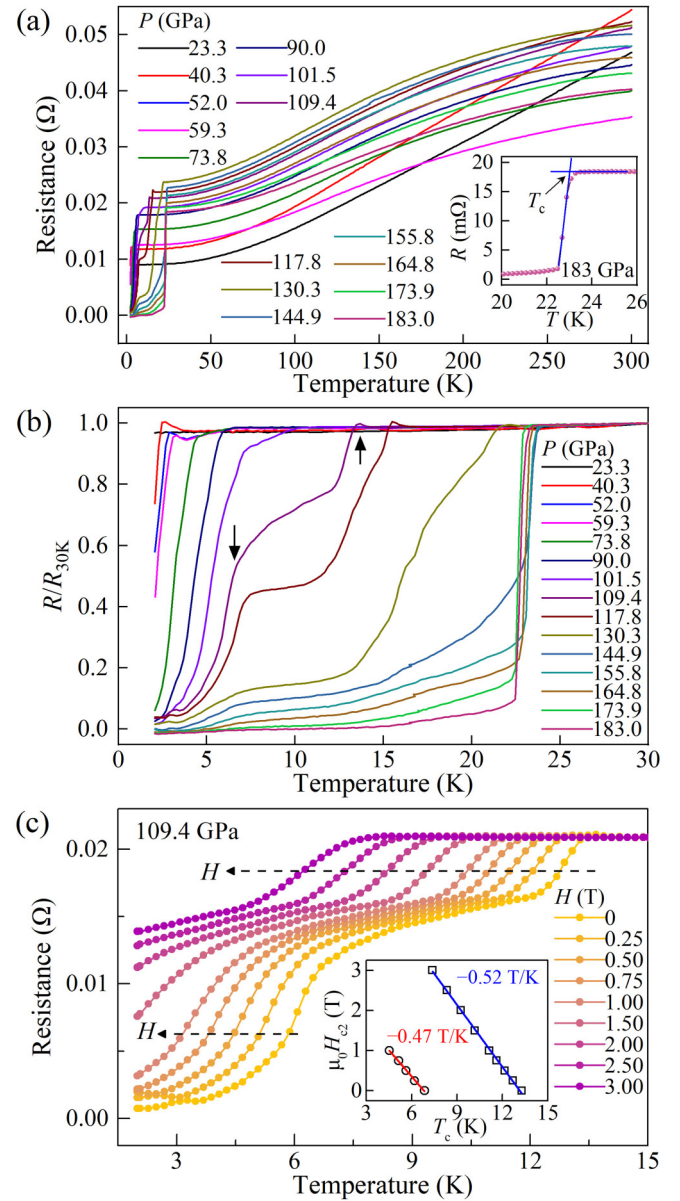 (a)
P (GPa)
23.3
40.3
52.0
59.3
73.8
90.0
101.5
109.4
117.8
130.3
144.9
155.8
164.8
173.9
183.0
Resistance (Ω)
0.05
0.04
0.03
0.02
0.01
0.00
0 50 100 150 200 250 300
Temperature (K)
R (mΩ)
20
15
10
5
0
Tc
183 GPa
20 22 24 26
T (K)
(b)
R/R30K
1.0
0.8
0.6
0.4
0.2
0.0
P (GPa)
23.3
40.3
52.0
59.3
73.8
90.0
101.5
109.4
117.8
130.3
144.9
155.8
164.8
173.9
183.0
0 5 10 15 20 25 30
Temperature (K)
(c)
109.4 GPa
Resistance (Ω)
0.02
0.01
0.00
H
H
H (T)
0
0.25
0.50
0.75
1.00
1.50
2.00
2.50
3.00
μ0Hc2 (T)
3
2
1
0
−0.52 T/K
−0.47 T/K
3 6 9 12 15
Tc (K)
3 6 9 12 15
Temperature (K)